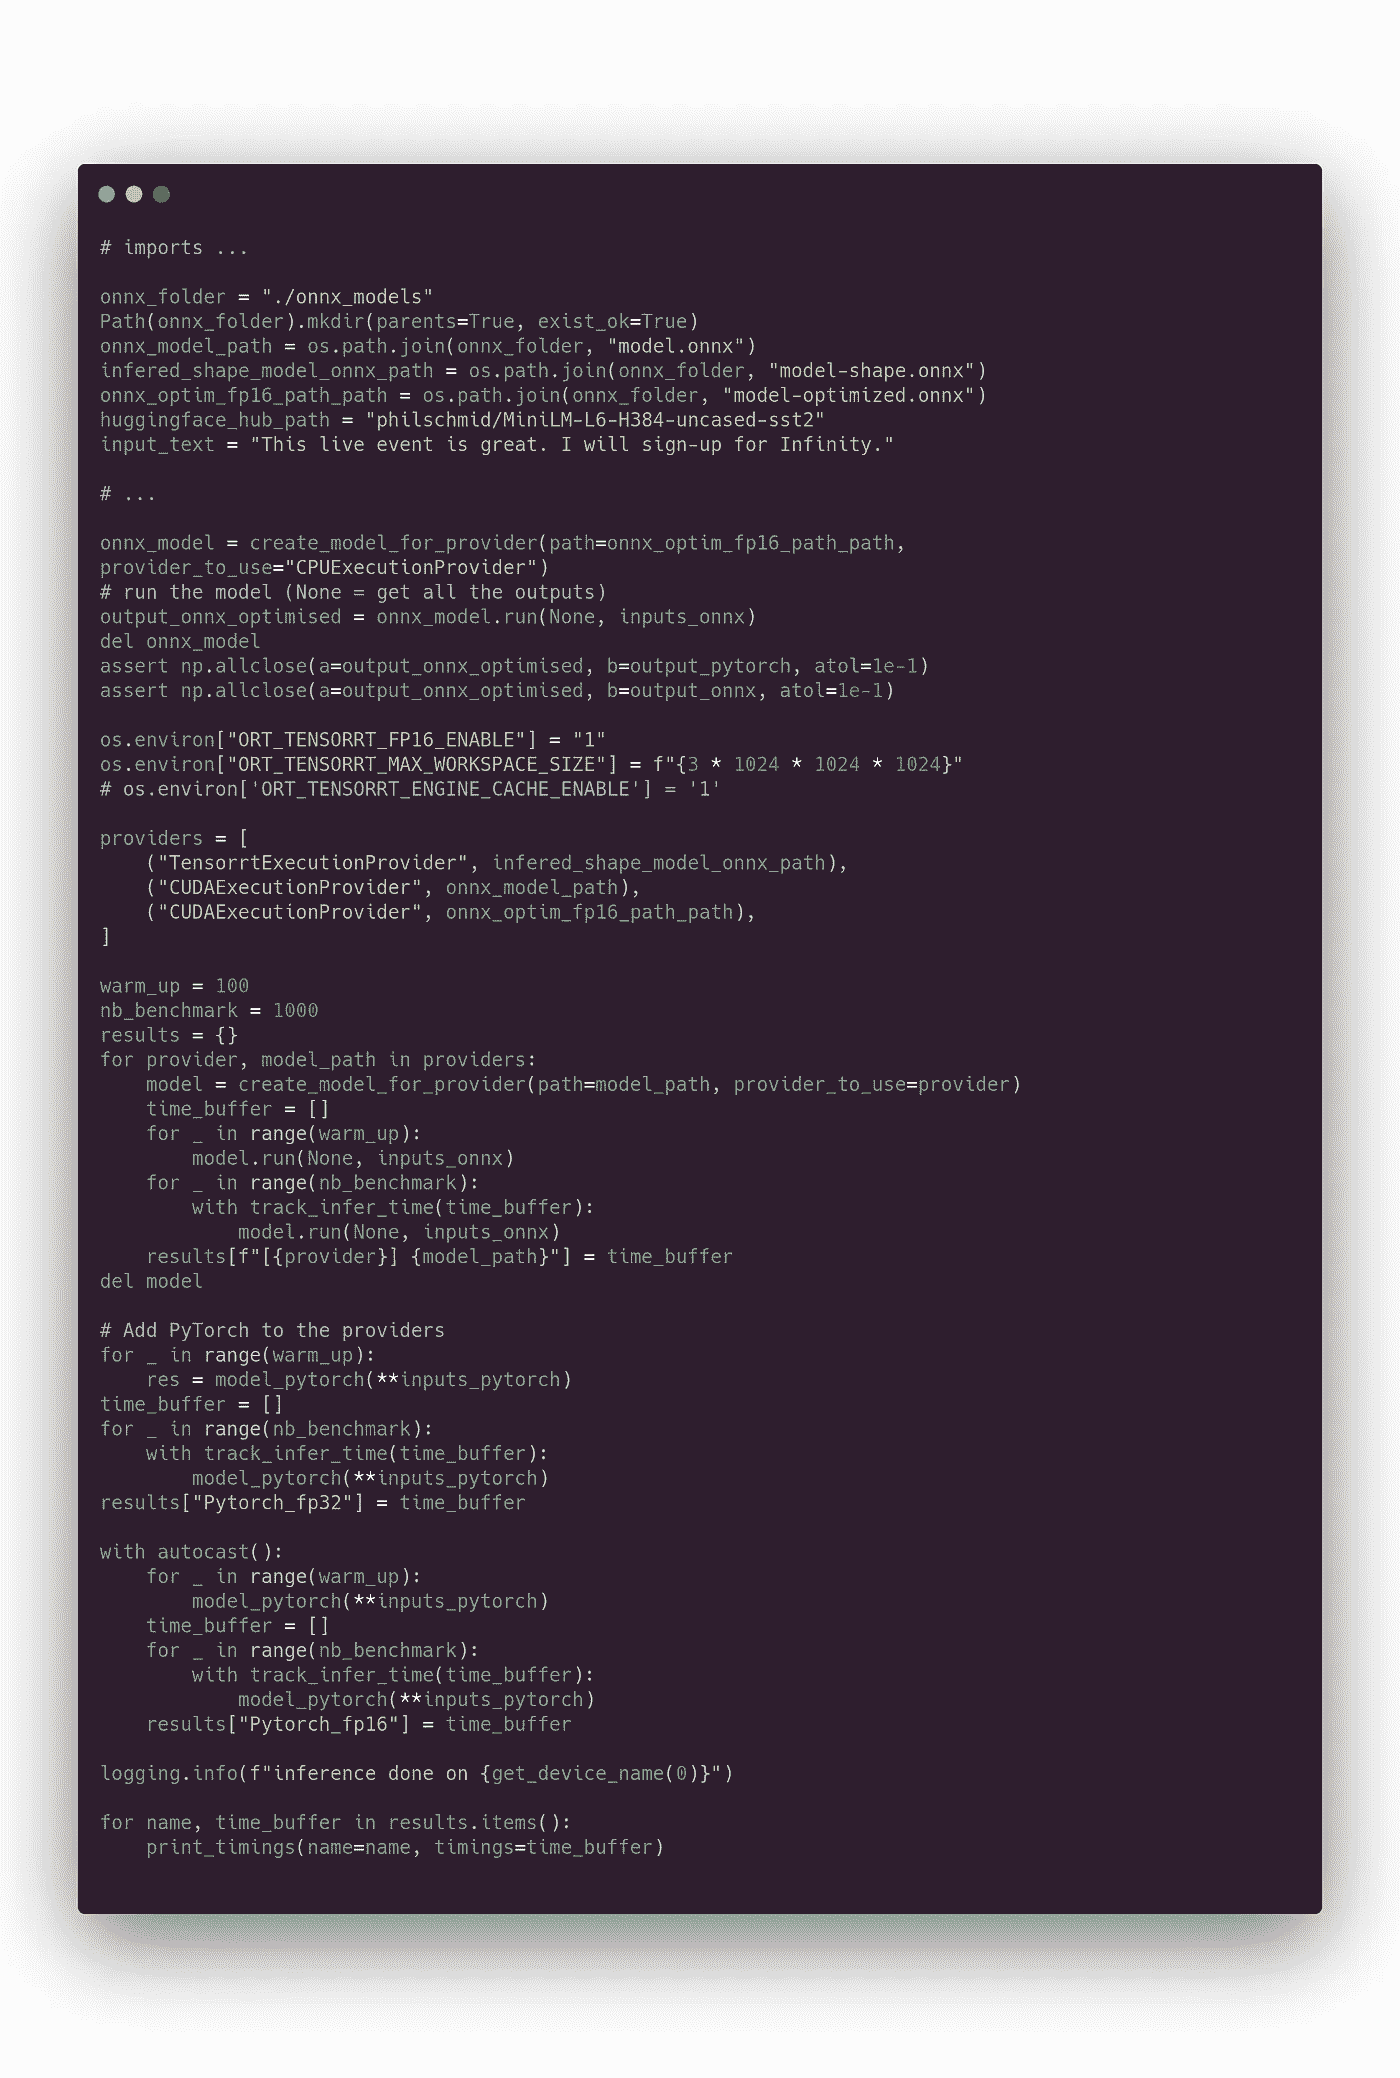 # imports ...

onnx_folder = "./onnx_models"
Path(onnx_folder).mkdir(parents=True, exist_ok=True)
onnx_model_path = os.path.join(onnx_folder, "model.onnx")
infered_shape_model_onnx_path = os.path.join(onnx_folder, "model-shape.onnx")
onnx_optim_fp16_path_path = os.path.join(onnx_folder, "model-optimized.onnx")
huggingface_hub_path = "philschmid/MiniLM-L6-H384-uncased-sst2"
input_text = "This live event is great. I will sign-up for Infinity."

# ...

onnx_model = create_model_for_provider(path=onnx_optim_fp16_path_path,
provider_to_use="CPUExecutionProvider")
# run the model (None = get all the outputs)
output_onnx_optimised = onnx_model.run(None, inputs_onnx)
del onnx_model
assert np.allclose(a=output_onnx_optimised, b=output_pytorch, atol=1e-1)
assert np.allclose(a=output_onnx_optimised, b=output_onnx, atol=1e-1)

os.environ["ORT_TENSORRT_FP16_ENABLE"] = "1"
os.environ["ORT_TENSORRT_MAX_WORKSPACE_SIZE"] = f"{3 * 1024 * 1024 * 1024}"
# os.environ['ORT_TENSORRT_ENGINE_CACHE_ENABLE'] = '1'

providers = [
    ("TensorrtExecutionProvider", infered_shape_model_onnx_path),
    ("CUDAExecutionProvider", onnx_model_path),
    ("CUDAExecutionProvider", onnx_optim_fp16_path_path),
]

warm_up = 100
nb_benchmark = 1000
results = {}
for provider, model_path in providers:
    model = create_model_for_provider(path=model_path, provider_to_use=provider)
    time_buffer = []
    for _ in range(warm_up):
        model.run(None, inputs_onnx)
    for _ in range(nb_benchmark):
        with track_infer_time(time_buffer):
            model.run(None, inputs_onnx)
    results[f"[{provider}] {model_path}"] = time_buffer
del model

# Add PyTorch to the providers
for _ in range(warm_up):
    res = model_pytorch(**inputs_pytorch)
time_buffer = []
for _ in range(nb_benchmark):
    with track_infer_time(time_buffer):
        model_pytorch(**inputs_pytorch)
results["Pytorch_fp32"] = time_buffer

with autocast():
    for _ in range(warm_up):
        model_pytorch(**inputs_pytorch)
    time_buffer = []
    for _ in range(nb_benchmark):
        with track_infer_time(time_buffer):
            model_pytorch(**inputs_pytorch)
    results["Pytorch_fp16"] = time_buffer

logging.info(f"inference done on {get_device_name(0)}")

for name, time_buffer in results.items():
    print_timings(name=name, timings=time_buffer)